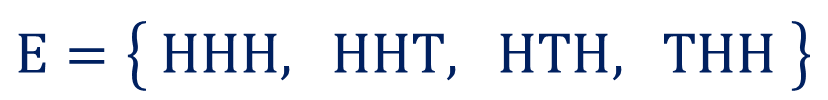 E = { HHH, HHT, HTH, THH }